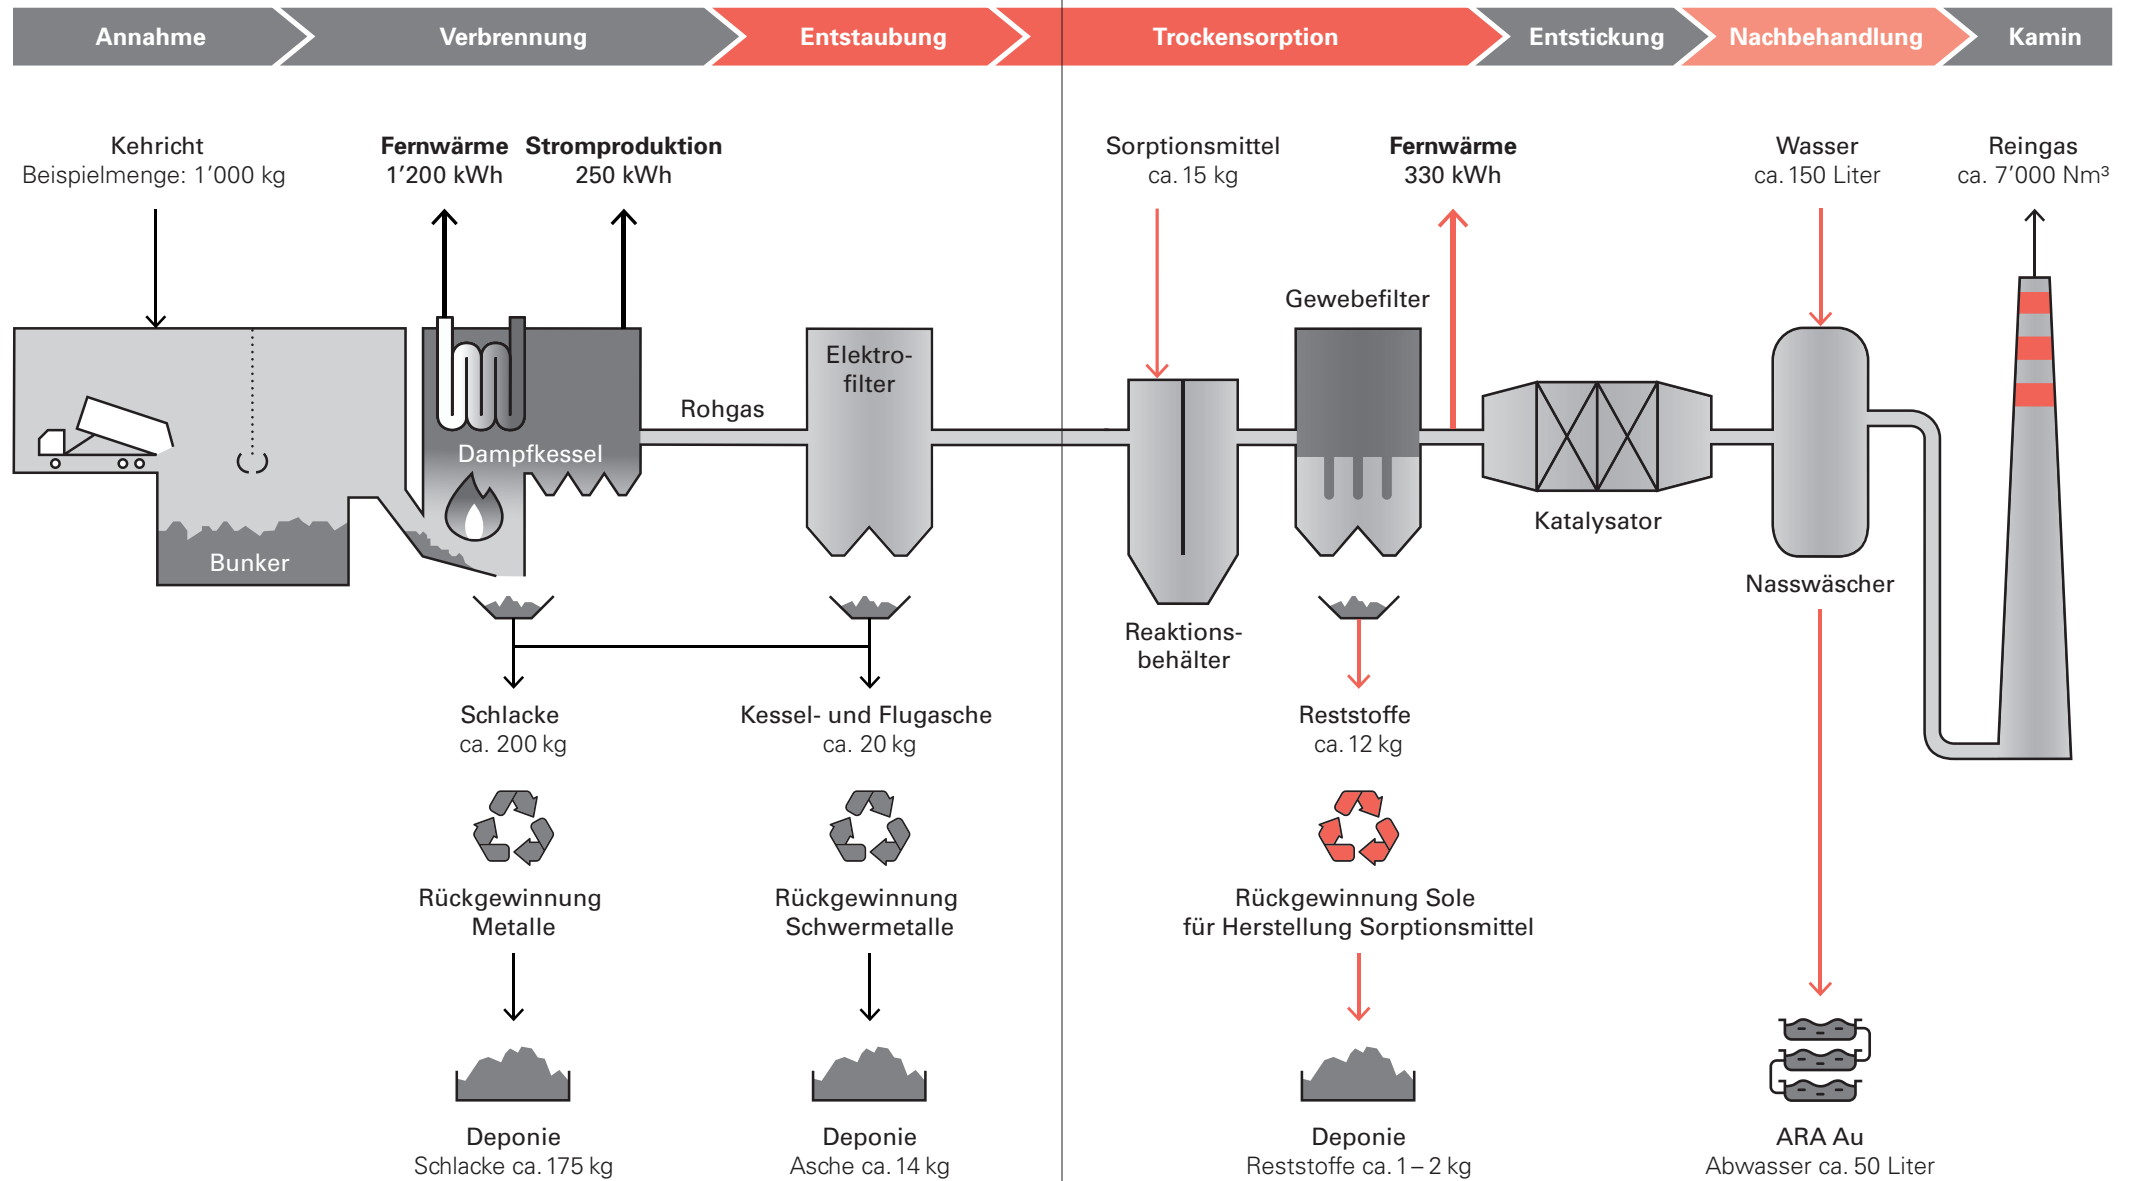 Annahme
Verbrennung
Entstaubung
Trockensorption
Entstickung
Nachbehandlung
Kamin
Kehricht
Beispielmenge: 1’000 kg
Fernwärme
1’200 kWh
Stromproduktion
250 kWh
Sorptionsmittel
ca. 15 kg
Fernwärme
330 kWh
Wasser
ca. 150 Liter
Reingas
ca. 7’000 Nm³
Gewebefilter
Elektro-
filter
Rohgas
Dampfkessel
Bunker
Katalysator
Nasswäscher
Reaktions-
behälter
Schlacke
ca. 200 kg
Kessel- und Flugasche
ca. 20 kg
Reststoffe
ca. 12 kg
Rückgewinnung
Metalle
Rückgewinnung
Schwermetalle
Rückgewinnung Sole
für Herstellung Sorptionsmittel
Deponie
Schlacke ca. 175 kg
Deponie
Asche ca. 14 kg
Deponie
Reststoffe ca. 1 – 2 kg
ARA Au
Abwasser ca. 50 Liter